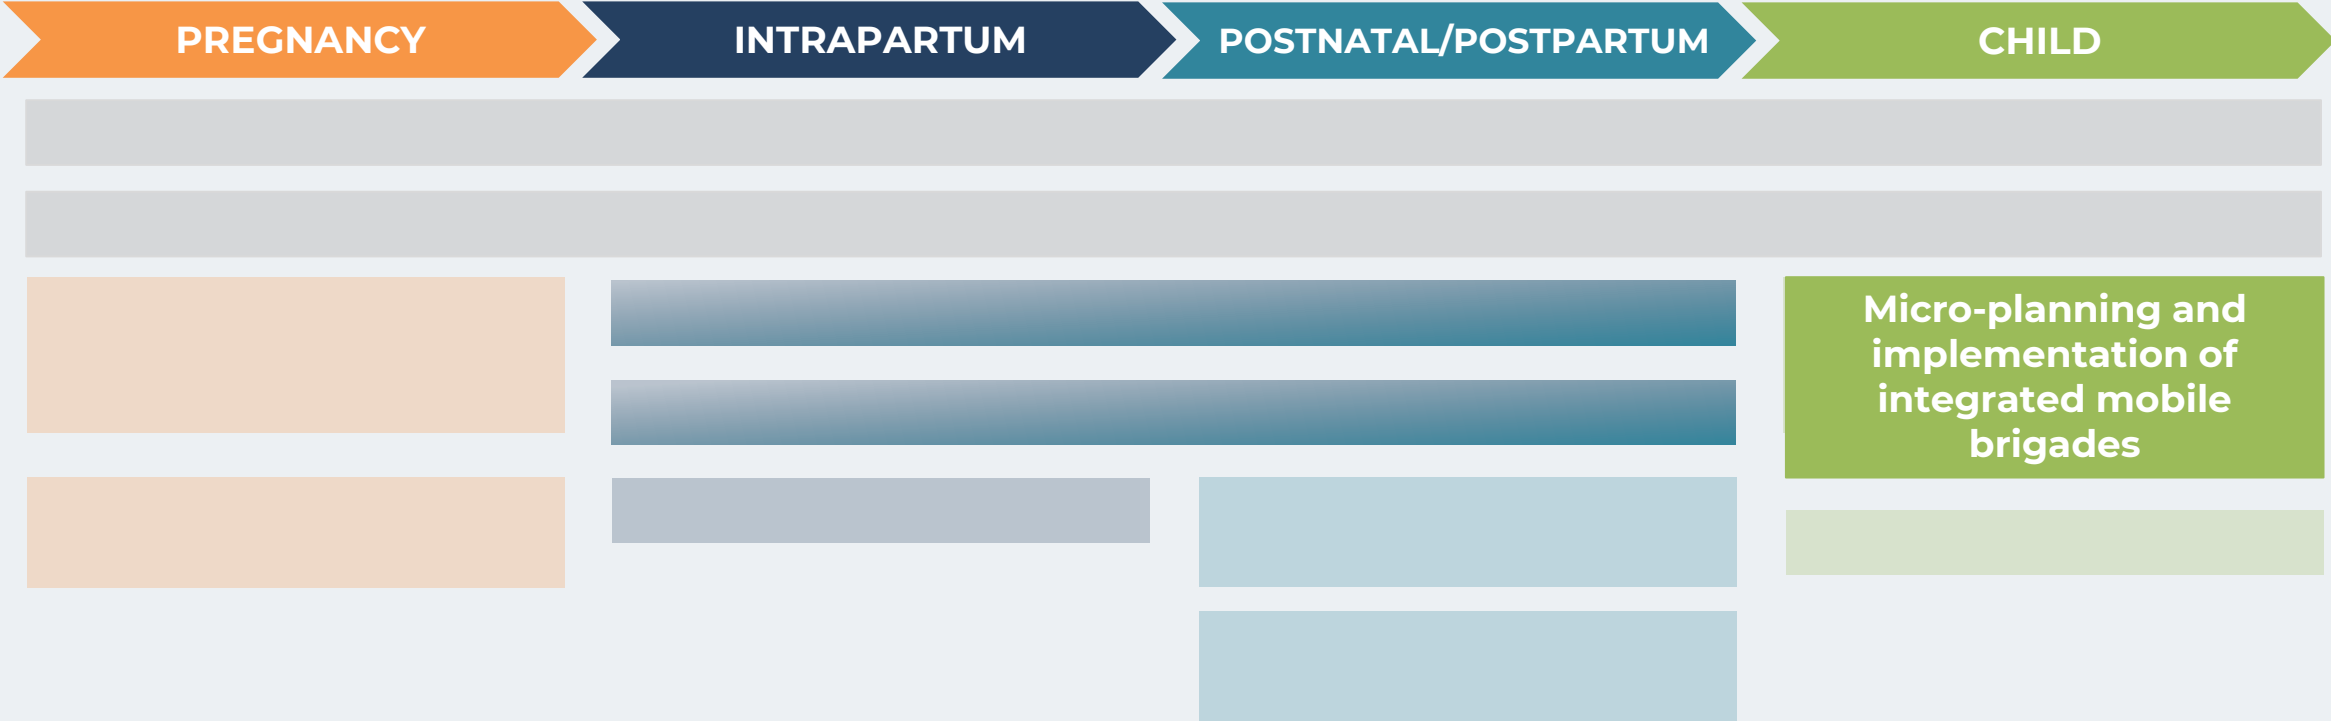 PREGNANCY
INTRAPARTUM
POSTNATAL/POSTPARTUM
CHILD
Micro-planning and
implementation of
integrated mobile
brigades